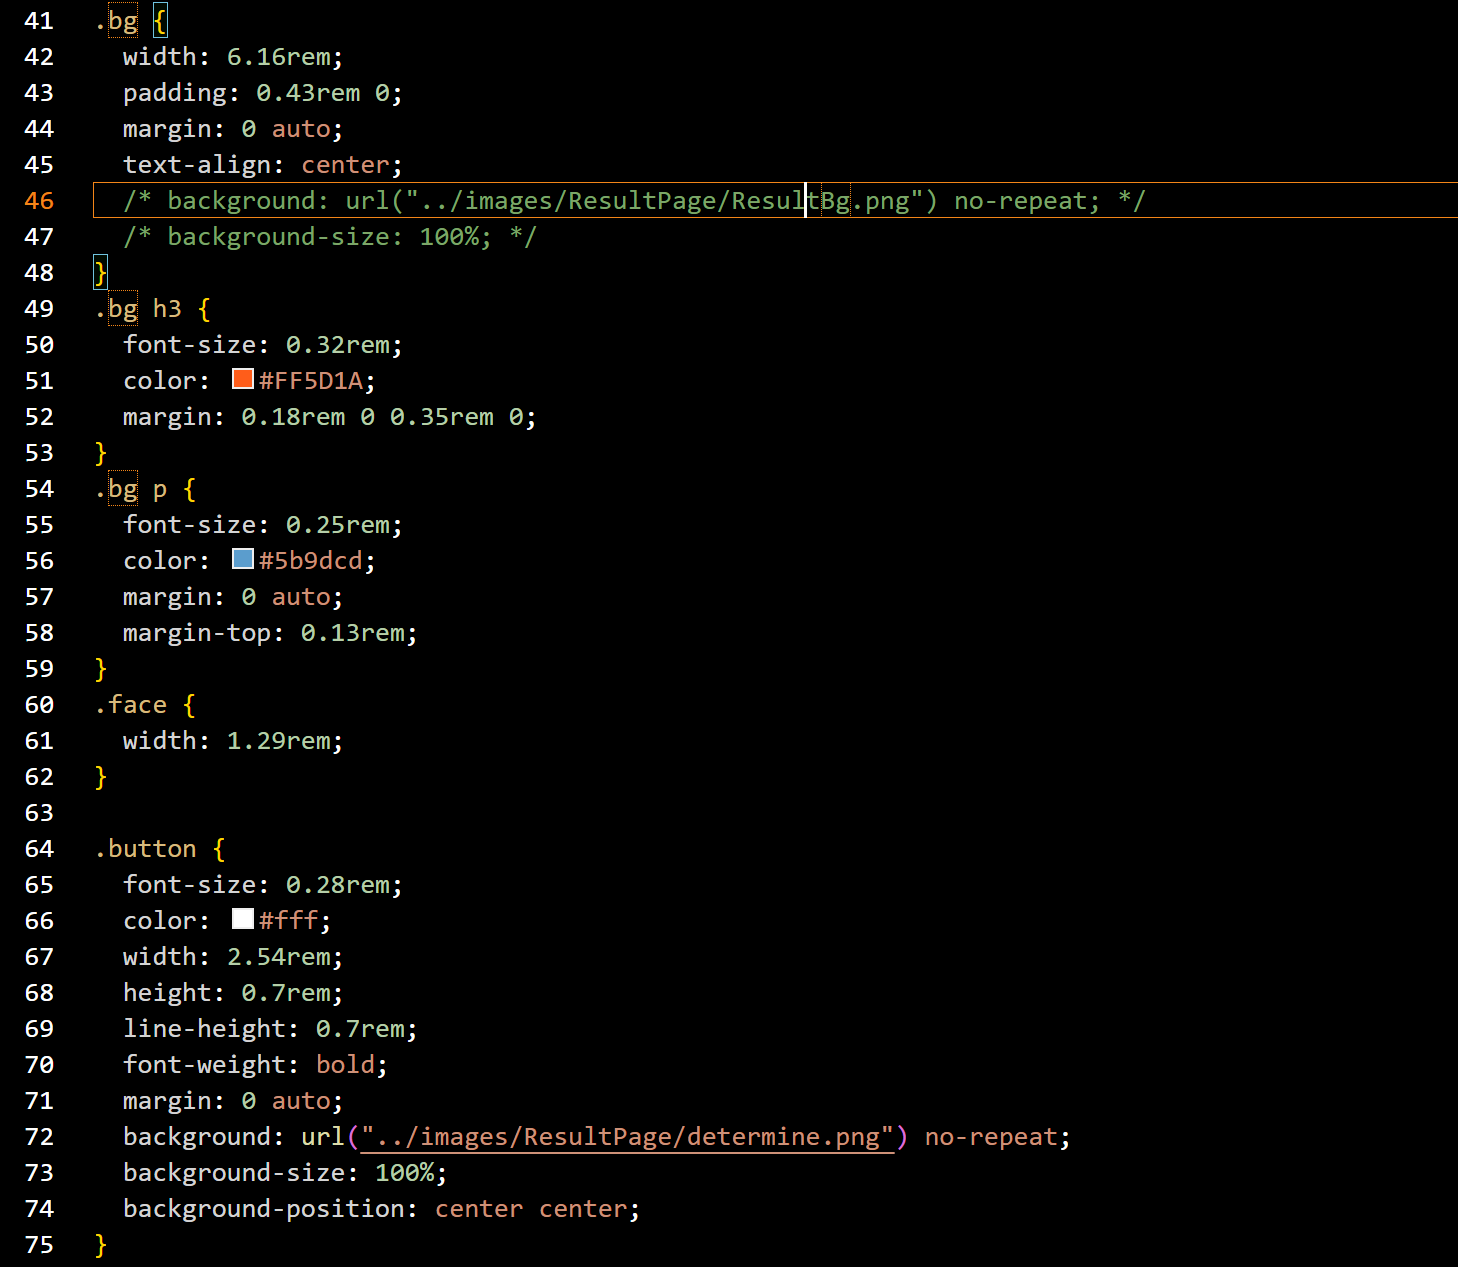 41 .bg {
42 width: 6.16rem;
43 padding: 0.43rem 0;
44 margin: 0 auto;
45 text-align: center;
46 /* background: url("../images/ResultPage/ResultBg.png") no-repeat; */
47 /* background-size: 100%; */
48 }
49 .bg h3 {
50 font-size: 0.32rem;
51 color: #FF5D1A;
52 margin: 0.18rem 0 0.35rem 0;
53 }
54 .bg p {
55 font-size: 0.25rem;
56 color: #5b9dcd;
57 margin: 0 auto;
58 margin-top: 0.13rem;
59 }
60 .face {
61 width: 1.29rem;
62 }
63
64 .button {
65 font-size: 0.28rem;
66 color: #fff;
67 width: 2.54rem;
68 height: 0.7rem;
69 line-height: 0.7rem;
70 font-weight: bold;
71 margin: 0 auto;
72 background: url("../images/ResultPage/determine.png") no-repeat;
73 background-size: 100%;
74 background-position: center center;
75 }